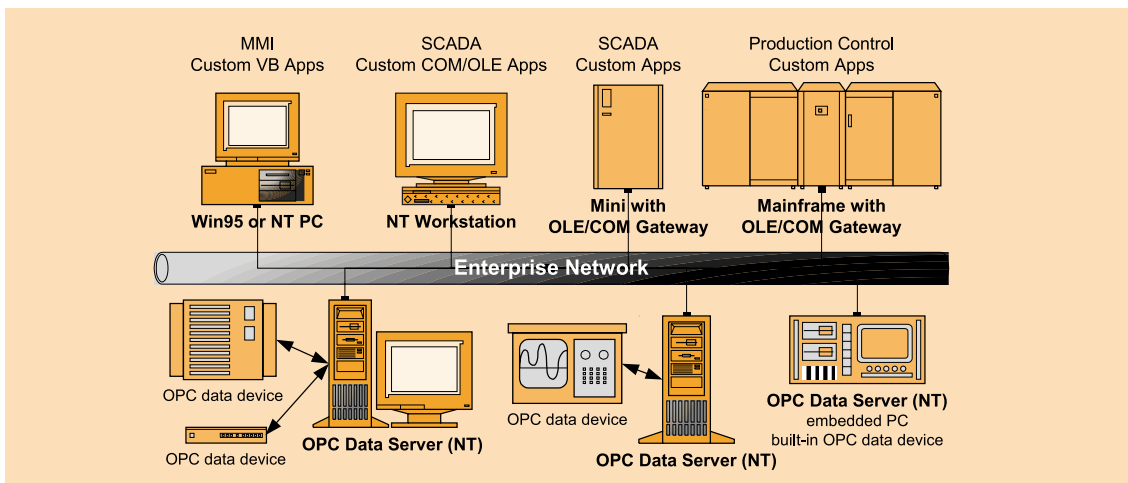 MMI
Custom VB Apps
SCADA
Custom COM/OLE Apps
SCADA
Custom Apps
Production Control
Custom Apps
Win95 or NT PC
NT Workstation
Mini with
OLE/COM Gateway
Mainframe with
OLE/COM Gateway
Enterprise Network
OPC data device
OPC data device
OPC Data Server (NT)
OPC data device
OPC Data Server (NT)
OPC Data Server (NT)
embedded PC
built-in OPC data device